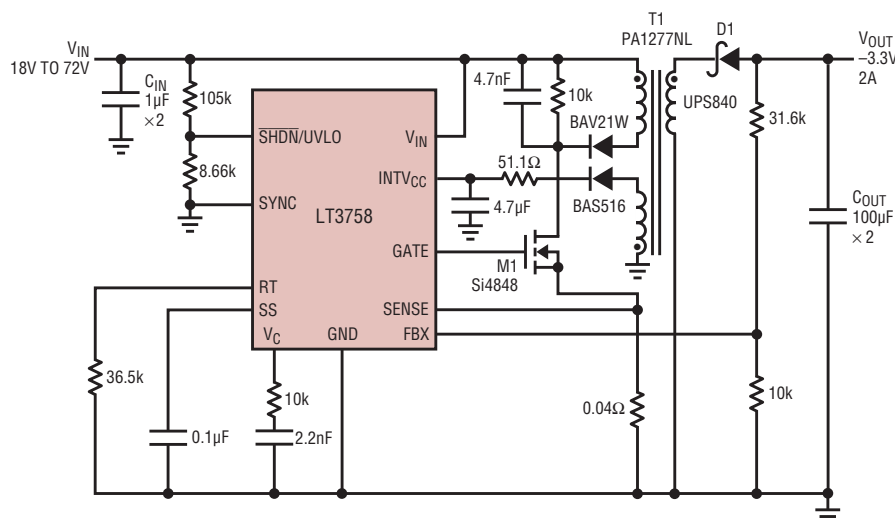 T1
PA1277NL
D1
VIN
18V TO 72V
VOUT
–3.3V
2A
CIN
1µF
×2
105k
4.7nF
10k
BAV21W
UPS840
31.6k
SHDN/UVLO
VIN
8.66k
51.1Ω
INTVCC
SYNC
4.7µF
BAS516
COUT
100µF
×2
LT3758
GATE
M1
Si4848
RT
SS
SENSE
VC
GND
FBX
36.5k
10k
0.04Ω
10k
0.1µF
2.2nF